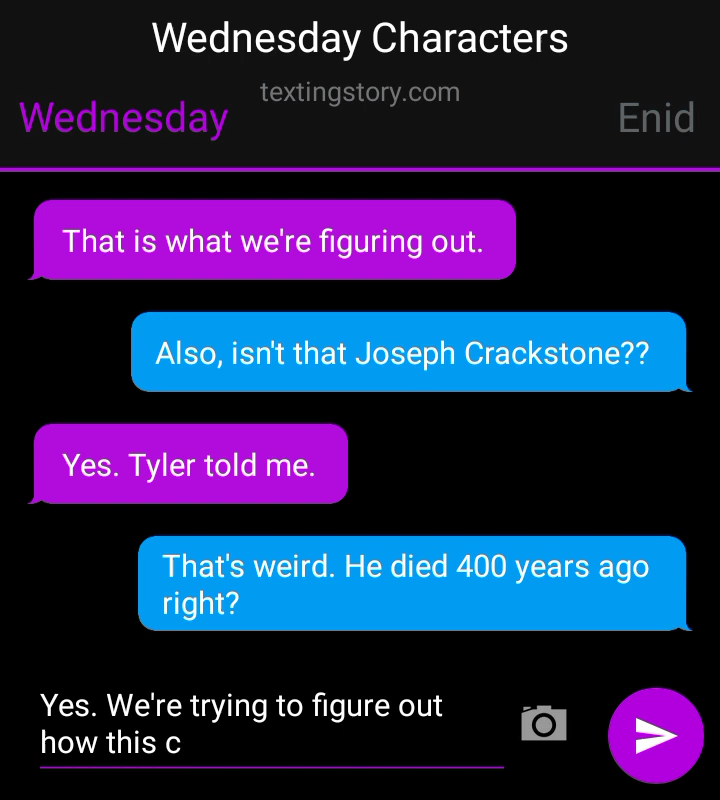 Wednesday Characters
textingstory.com
Wednesday
Enid
That is what we're figuring out.
Also, isn't that Joseph Crackstone??
Yes. Tyler told me.
That's weird. He died 400 years ago
right?
Yes. We're trying to figure out
how this c